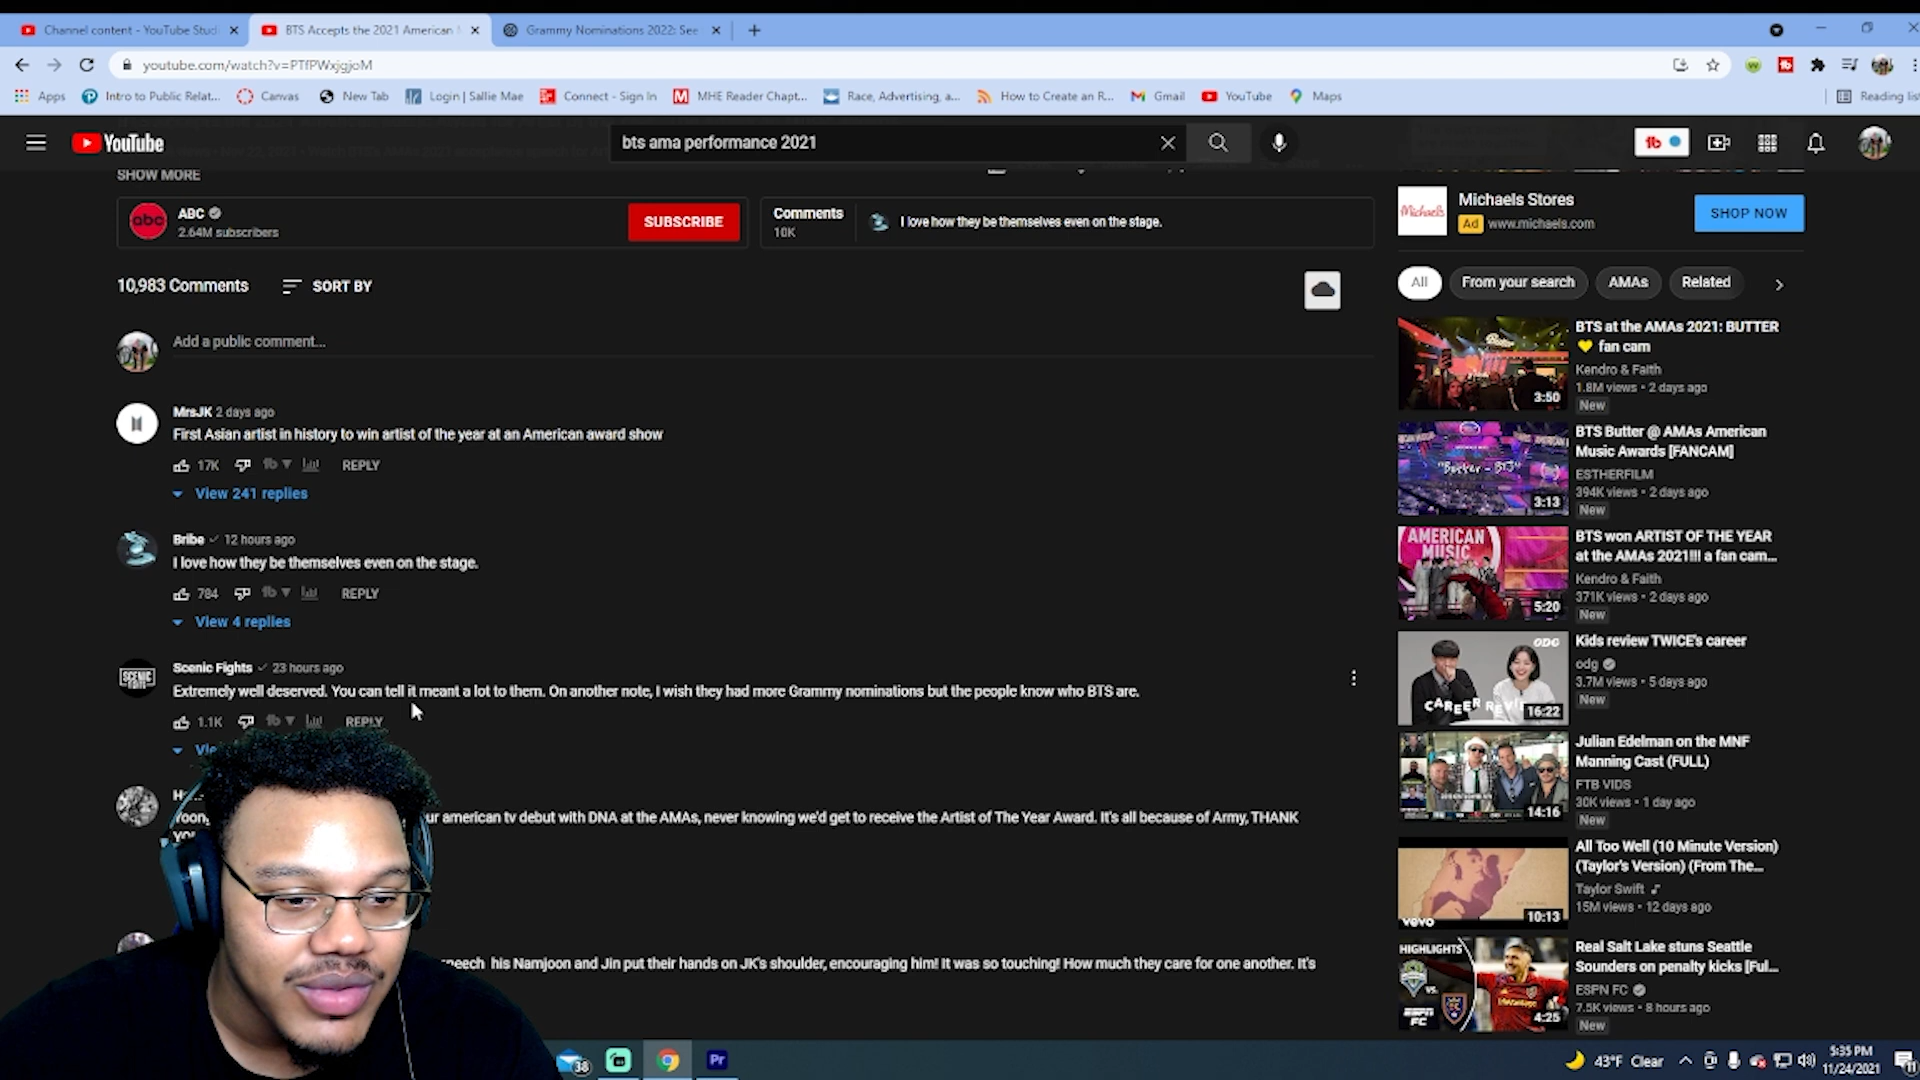 Channel content - YouTube Stud
BTS Accepts the 2021 American
Grammy Nominations 2022: See
youtube.com/watch?v=PTfPWxjgjoM
Apps
Intro to Public Relat...
Canvas
New Tab
Login | Sallie Mae
Connect - Sign In
MHE Reader Chapt...
Race, Advertising, a...
How to Create an R...
Gmail
YouTube
Maps
Reading list
YouTube
bts ama performance 2021
SHOW MORE
abc
ABC
2.64M subscribers
SUBSCRIBE
Comments
10K
I love how they be themselves even on the stage.
10,983 Comments
SORT BY
Add a public comment...
MrsJK 2 days ago
First Asian artist in history to win artist of the year at an American award show
17K
REPLY
View 241 replies
Bribe 12 hours ago
I love how they be themselves even on the stage.
784
REPLY
View 4 replies
SCENIC FIGHTS
Scenic Fights 23 hours ago
Extremely well deserved. You can tell it meant a lot to them. On another note, I wish they had more Grammy nominations but the people know who BTS are.
1.1K
REPLY
american tv debut with DNA at the AMAs, never knowing we'd get to receive the Artist of The Year Award. It's all because of Army, THANK
his Namjoon and Jin put their hands on JK's shoulder, encouraging him! It was so touching! How much they care for one another. It's
Michaels
Michaels Stores
Ad www.michaels.com
SHOP NOW
All
From your search
AMAs
Related
BTS at the AMAs 2021: BUTTER
💛 fan cam
Kendro & Faith
1.8M views • 2 days ago
New
3:50
BTS Butter @ AMAs American
Music Awards [FANCAM]
ESTHERFILM
394K views • 2 days ago
New
3:13
AMERICAN
MUSIC
BTS won ARTIST OF THE YEAR
at the AMAs 2021!!! a fan cam...
Kendro & Faith
371K views • 2 days ago
New
5:20
ODG
Kids review TWICE's career
odg
3.7M views • 5 days ago
New
16:22
Julian Edelman on the MNF
Manning Cast (FULL)
FTB VIDS
30K views • 1 day ago
New
14:16
All Too Well (10 Minute Version)
(Taylor's Version) (From The...
Taylor Swift
15M views • 12 days ago
vevo
10:13
HIGHLIGHTS
VS.
ESPN FC
4:25
Real Salt Lake stuns Seattle
Sounders on penalty kicks [Ful...
ESPN FC
7.5K views • 8 hours ago
New
38
Pr
43°F Clear
5:35 PM
11/24/2021